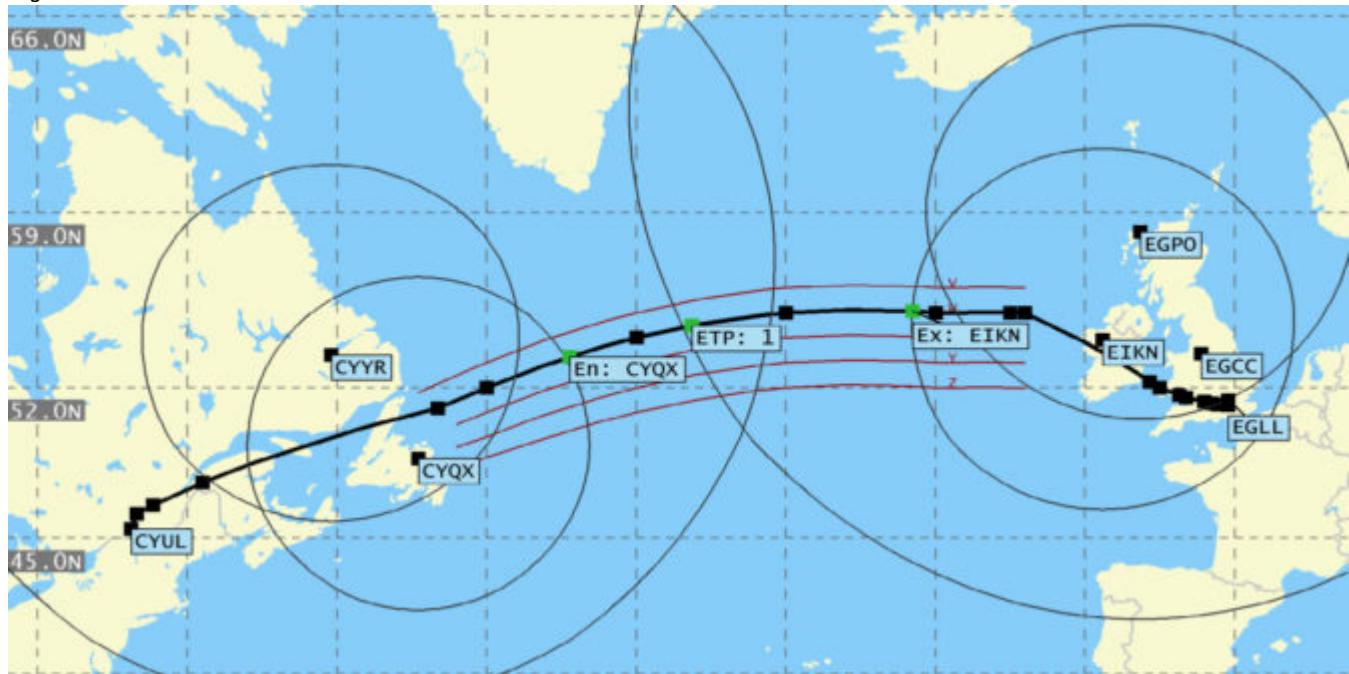 66.0N
59.0N
EGPO
V
Ex: EIKN
ETP: 1
EIKN
EGCC
CYYR
En: CYQX
Y
Z
52.0N
EGLL
CYQX
CYUL
45.0N